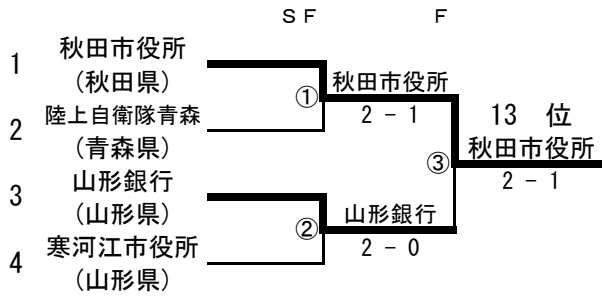 ＳＦ Ｆ
1 秋田市役所
（秋田県）
2 陸上自衛隊青森
（青森県）
3 山形銀行
（山形県）
4 寒河江市役所
（山形県）
① 秋田市役所
2 － 1
② 山形銀行
2 － 0
13　位
③ 秋田市役所
2 － 1